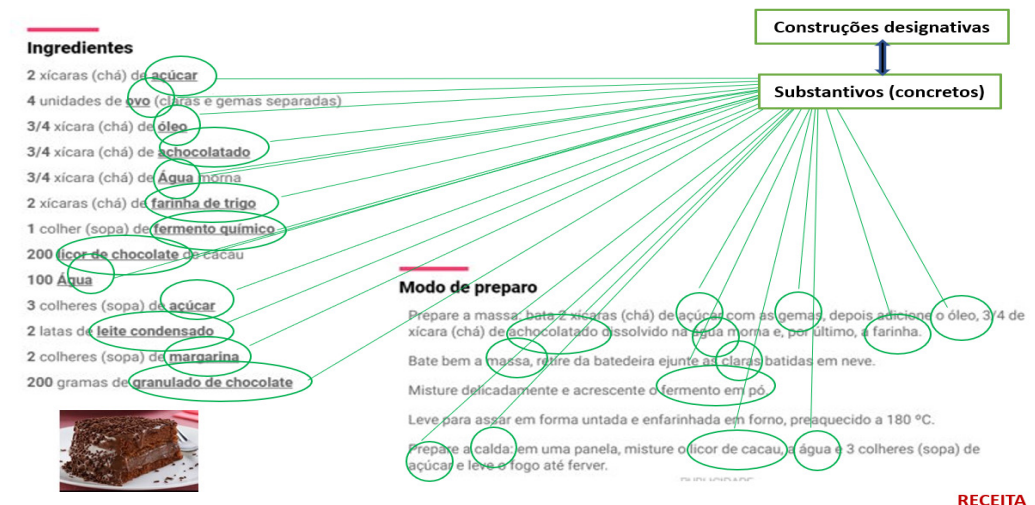 Construções designativas
Substantivos (concretos)
Ingredientes
2 xícaras (chá) de açúcar
4 unidades de ovo (claras e gemas separadas)
3/4 xícara (chá) de óleo
3/4 xícara (chá) de achocolatado
3/4 xícara (chá) de Água morna
2 xícaras (chá) de farinha de trigo
1 colher (sopa) de fermento químico
200 licor de chocolate de cacau
100 Água
3 colheres (sopa) de açúcar
2 latas de leite condensado
2 colheres (sopa) de margarina
200 gramas de granulado de chocolate
Modo de preparo
Prepare a massa: bata 2 xícaras (chá) de açúcar com as gemas, depois adicione o óleo, 3/4 de
xícara (chá) de achocolatado dissolvido na água morna e, por último, a farinha.
Bate bem a massa, retire da batedeira ejunte as claras batidas em neve.
Misture delicadamente e acrescente o fermento em pó.
Leve para assar em forma untada e enfarinhada em forno, preaquecido a 180 ºC.
Prepare a calda: em uma panela, misture o licor de cacau, a água e 3 colheres (sopa) de
açúcar e leve o fogo até ferver.
RECEITA